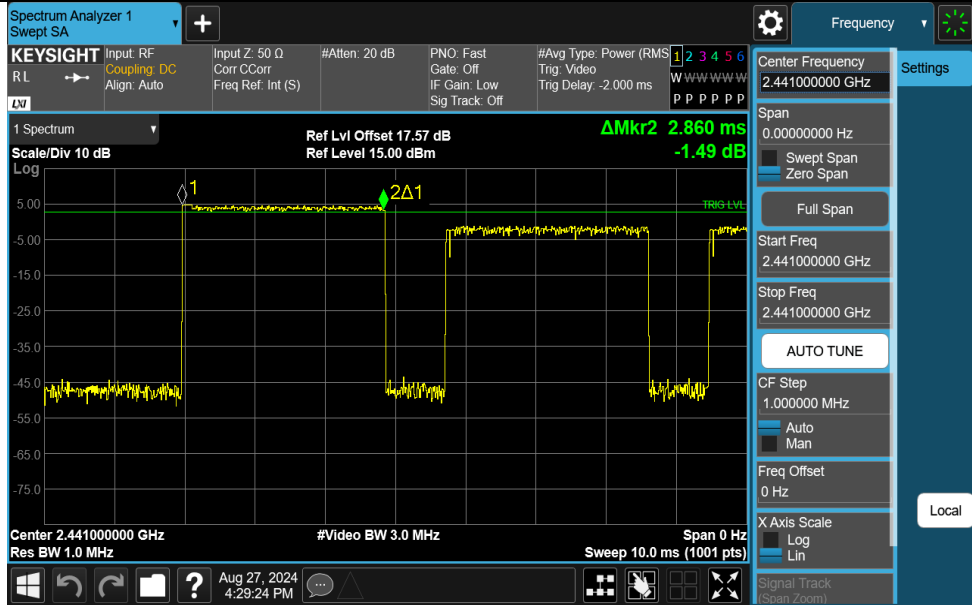 Spectrum Analyzer 1
Swept SA
+
Frequency
KEYSIGHT
R L
LXI
Input: RF
Coupling: DC
Align: Auto
Input Z: 50 Ω
Corr CCorr
Freq Ref: Int (S)
#Atten: 20 dB
PNO: Fast
Gate: Off
IF Gain: Low
Sig Track: Off
#Avg Type: Power (RMS
Trig: Video
Trig Delay: -2.000 ms
1 2 3 4 5 6
W W W W W W
P P P P P P
1 Spectrum
Scale/Div 10 dB
Log
Ref Lvl Offset 17.57 dB
Ref Level 15.00 dBm
ΔMkr2 2.860 ms
-1.49 dB
1
2Δ1
TRIG LVL
5.00
-5.00
-15.0
-25.0
-35.0
-45.0
-55.0
-65.0
-75.0
Center 2.441000000 GHz
Res BW 1.0 MHz
#Video BW 3.0 MHz
Span 0 Hz
Sweep 10.0 ms (1001 pts)
Center Frequency
2.441000000 GHz
Span
0.00000000 Hz
Swept Span
Zero Span
Full Span
Start Freq
2.441000000 GHz
Stop Freq
2.441000000 GHz
AUTO TUNE
CF Step
1.000000 MHz
Auto
Man
Freq Offset
0 Hz
X Axis Scale
Log
Lin
Signal Track
(Span Zoom)
Settings
Local
?
Aug 27, 2024
4:29:24 PM